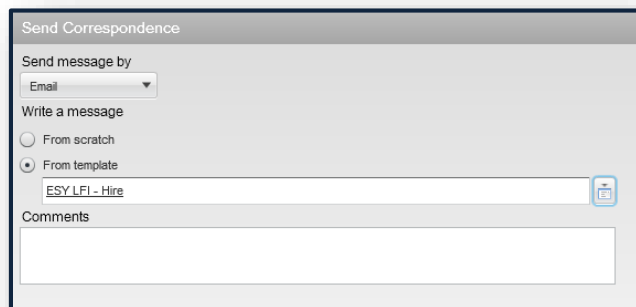 Send Correspondence
Send message by
Email
Write a message
From scratch
From template
ESY LFI - Hire
Comments